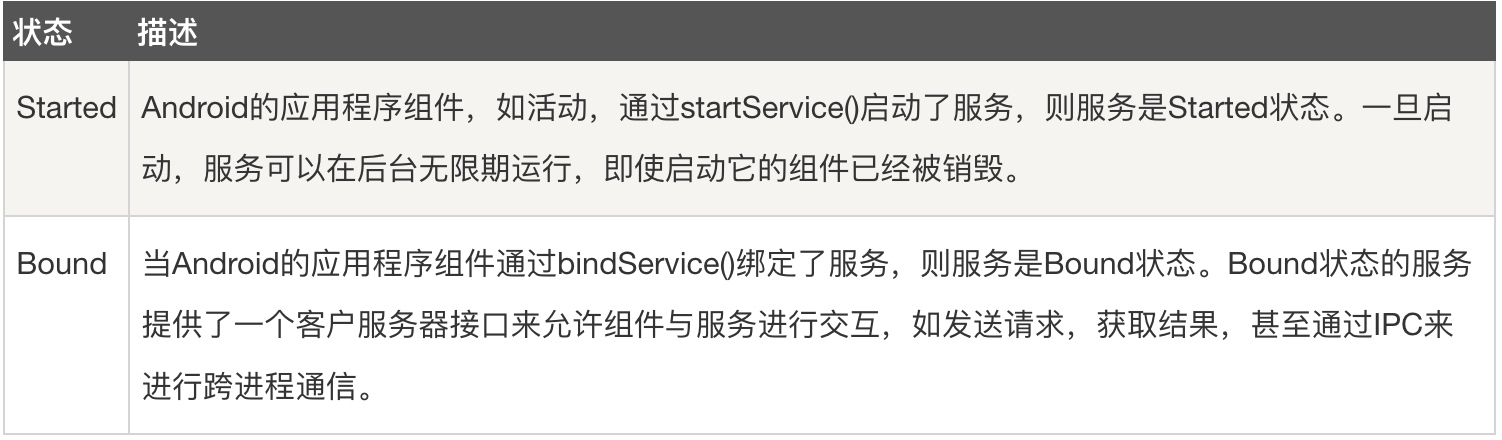 状态 描述
Started Android的应用程序组件，如活动，通过startService()启动了服务，则服务是Started状态。一旦启
动，服务可以在后台无限期运行，即使启动它的组件已经被销毁。
Bound 当Android的应用程序组件通过bindService()绑定了服务，则服务是Bound状态。Bound状态的服务
提供了一个客户服务器接口来允许组件与服务进行交互，如发送请求，获取结果，甚至通过IPC来
进行跨进程通信。